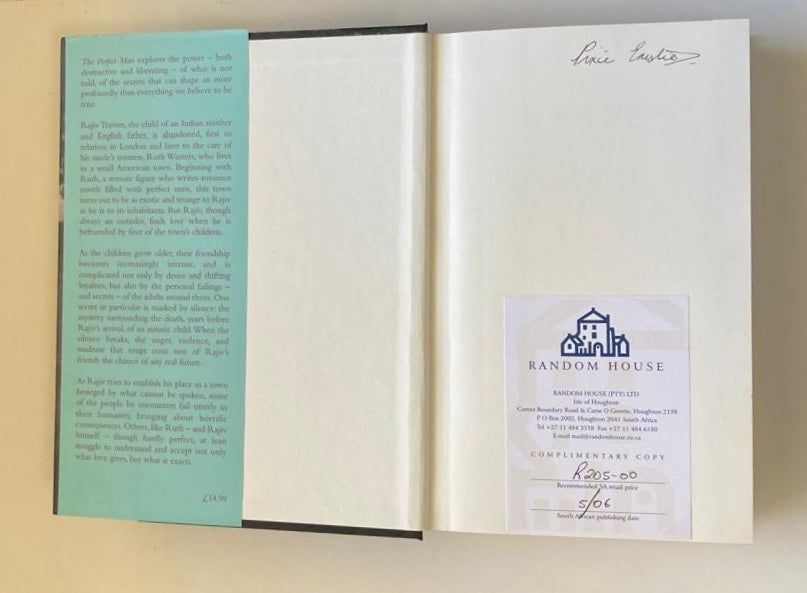 The Perfect Man explores the power – both
destructive and liberating – of what is not
told, of the secrets that can shape us more
profoundly than everything we believe to be
true.
Rajiv Travers, the child of an Indian mother
and English father, is abandoned, first to
relatives in London and later to the care of
his uncle's mistress, Ruth Winters, who lives
in a small American town. Beginning with
Ruth, a remote figure who writes romance
novels filled with perfect men, this town
turns out to be as exotic and strange to Rajiv
as he is to its inhabitants. But Rajiv, though
always an outsider, finds love when he is
befriended by four of the town's children.
As the children grow older, their friendship
becomes increasingly intense, and is
complicated not only by desire and shifting
loyalties, but also by the personal failings –
and secrets – of the adults around them. One
secret in particular is masked by silence: the
mystery surrounding the death, years before
Rajiv's arrival, of an autistic child. When the
silence breaks, the anger, violence, and
madness that erupt costs one of Rajiv's
friends the chance of any real future.
As Rajiv tries to establish his place in a town
besieged by what cannot be spoken, some
of the people he encounters fail utterly in
their humanity, bringing about horrific
consequences. Others, like Ruth – and Rajiv
himself – though hardly perfect, at least
struggle to understand and accept not only
what love gives, but what it exacts.
£14.99
Pixie
RANDOM HOUSE
RANDOM HOUSE (PTY) LTD
Isle of Houghton
Corner Boundary Road & Carse O Gowrie, Houghton 2198
P O Box 2002, Houghton 2041 South Africa
Tel +27 11 484 3538 Fax +27 11 484 6180
E-mail mail@randomhouse.co.za
COMPLIMENTARY COPY
R205-00
Recommended SA retail price
5/06
South African publishing date